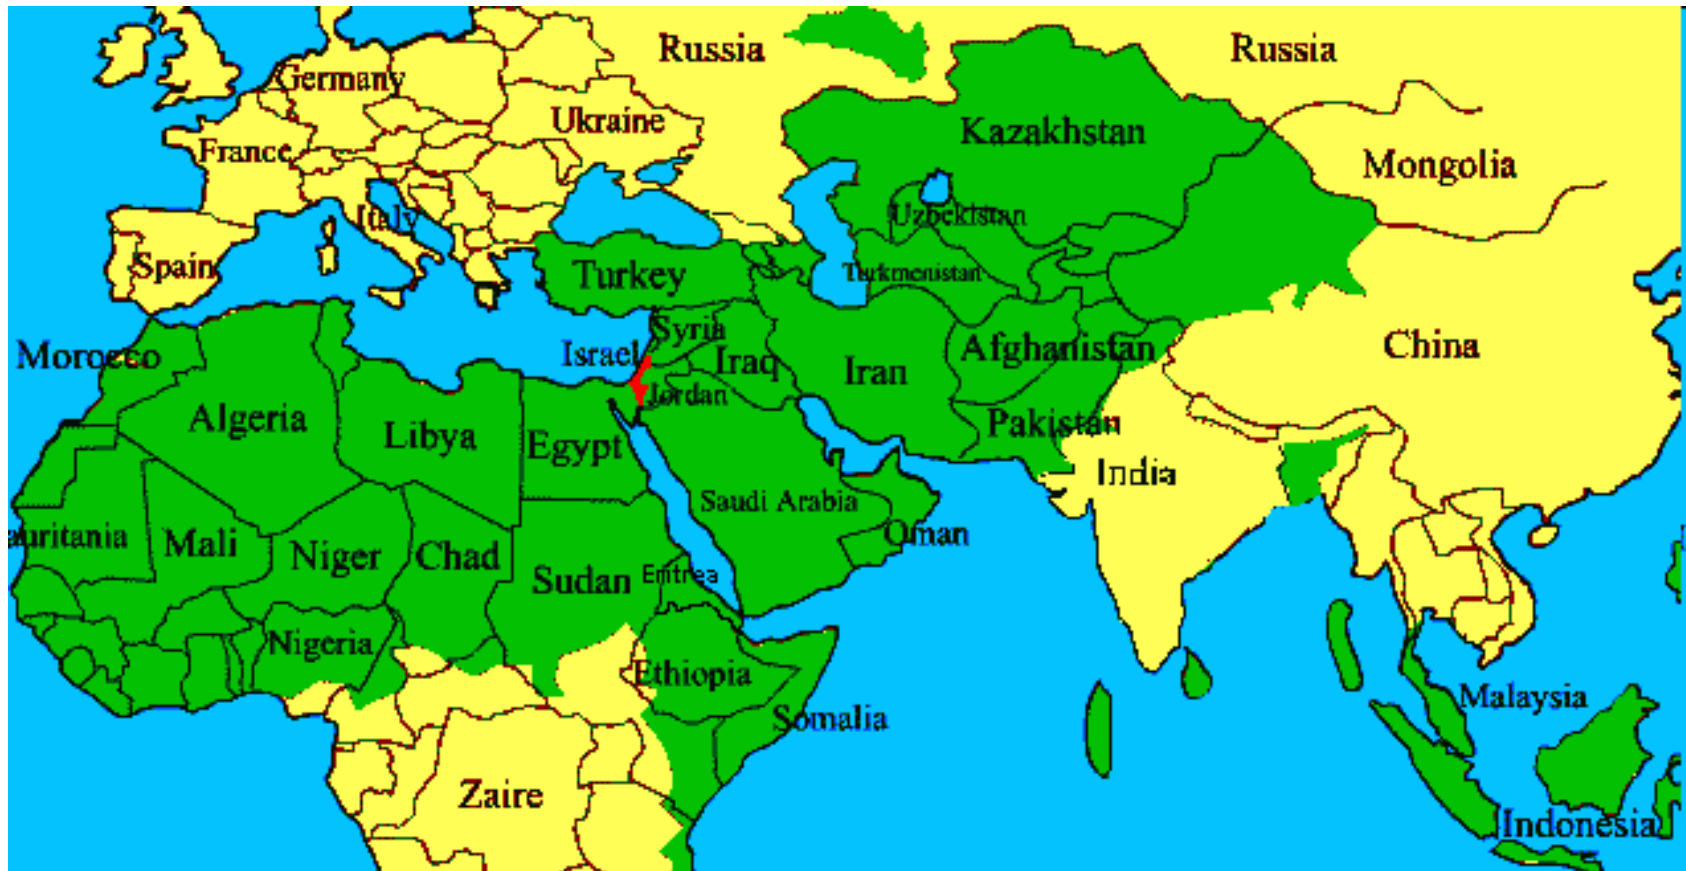 Russia
Russia
Germany
Ukraine
Kazakhstan
France
Mongolia
Italy
Uzbekistan
Spain
Turkey
Turkmenistan
Syria
Morocco
Israel
Iraq
Iran
Afghanistan
China
Jordan
Algeria
Libya
Egypt
Pakistan
India
Saudi Arabia
auritania
Mali
Niger
Chad
Oman
Sudan
Eritrea
Nigeria
Ethiopia
Somalia
Malaysia
Zaire
Indonesia